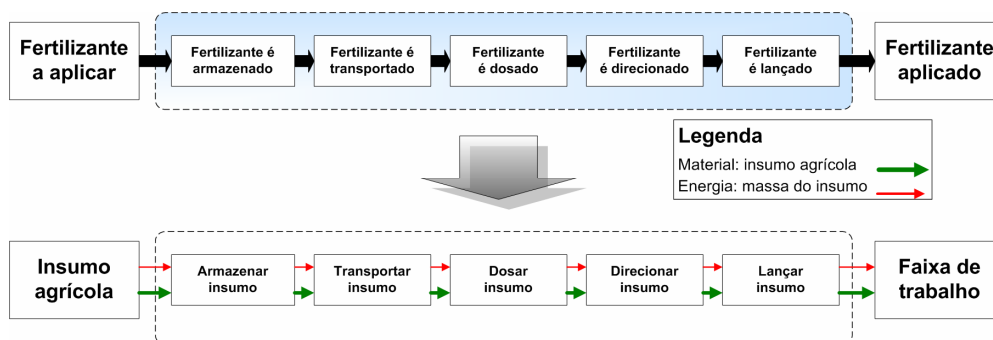 Fertilizante
a aplicar
Fertilizante é
armazenado
Fertilizante é
transportado
Fertilizante
é dosado
Fertilizante
é direcionado
Fertilizante
é lançado
Fertilizante
aplicado
Legenda
Material: insumo agrícola
Energia: massa do insumo
Insumo
agrícola
Armazenar
insumo
Transportar
insumo
Dosar
insumo
Direcionar
insumo
Lançar
insumo
Faixa de
trabalho